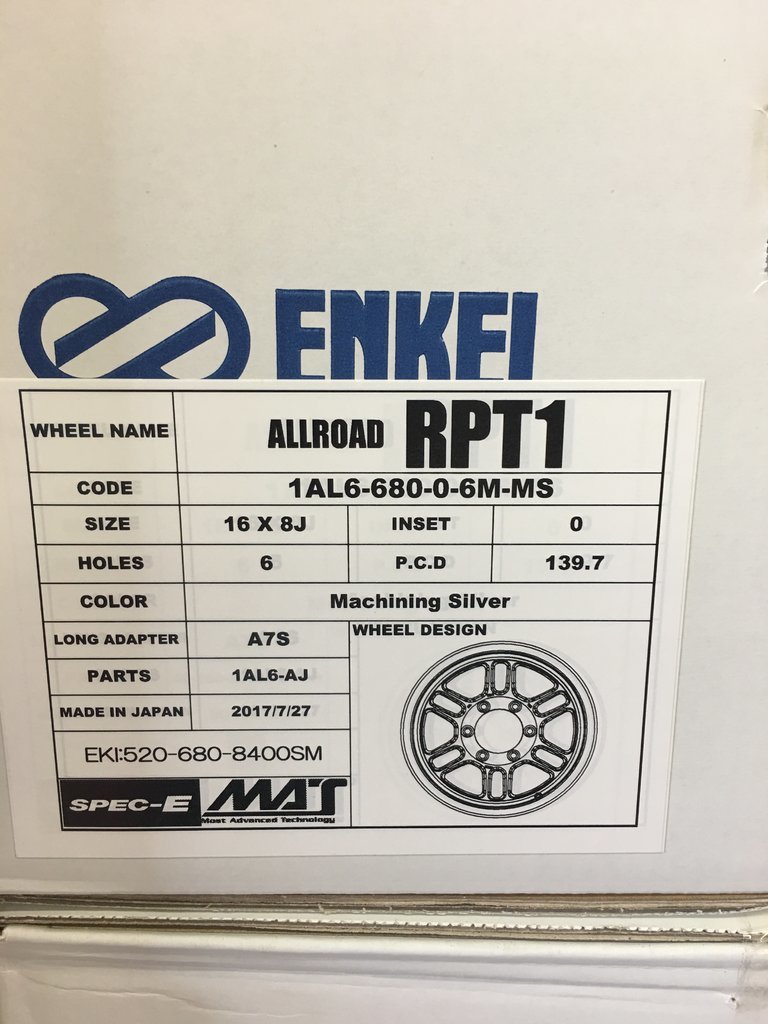 ENKEI
WHEEL NAME ALLROAD RPT1
CODE 1AL6-680-0-6M-MS
SIZE 16 X 8J INSET 0
HOLES 6 P.C.D 139.7
COLOR Machining Silver
LONG ADAPTER A7S WHEEL DESIGN
PARTS 1AL6-AJ
MADE IN JAPAN 2017/7/27
EKI:520-680-8400SM
SPEC-E MAT
Most Advanced Technology